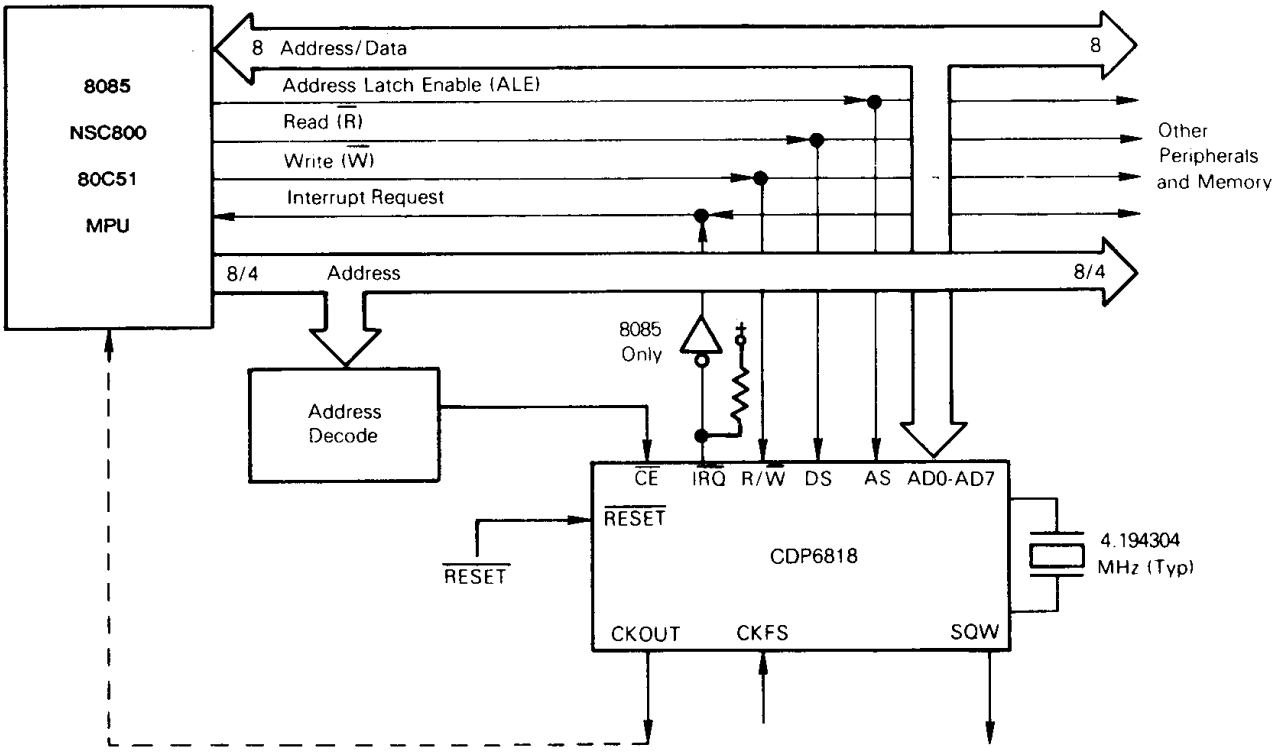 8 Address/Data 8
8085
NSC800
80C51
MPU
Address Latch Enable (ALE)
Read (R̅)
Write (W̅)
Interrupt Request
Other
Peripherals
and Memory
8/4 Address 8/4
8085
Only
+
Address
Decode
C̅E̅ I̅R̅Q̅ R/W̅ DS AS AD0-AD7
R̅E̅S̅E̅T̅
R̅E̅S̅E̅T̅
CDP6818
4.194304
MHz (Typ)
CKOUT CKFS SQW